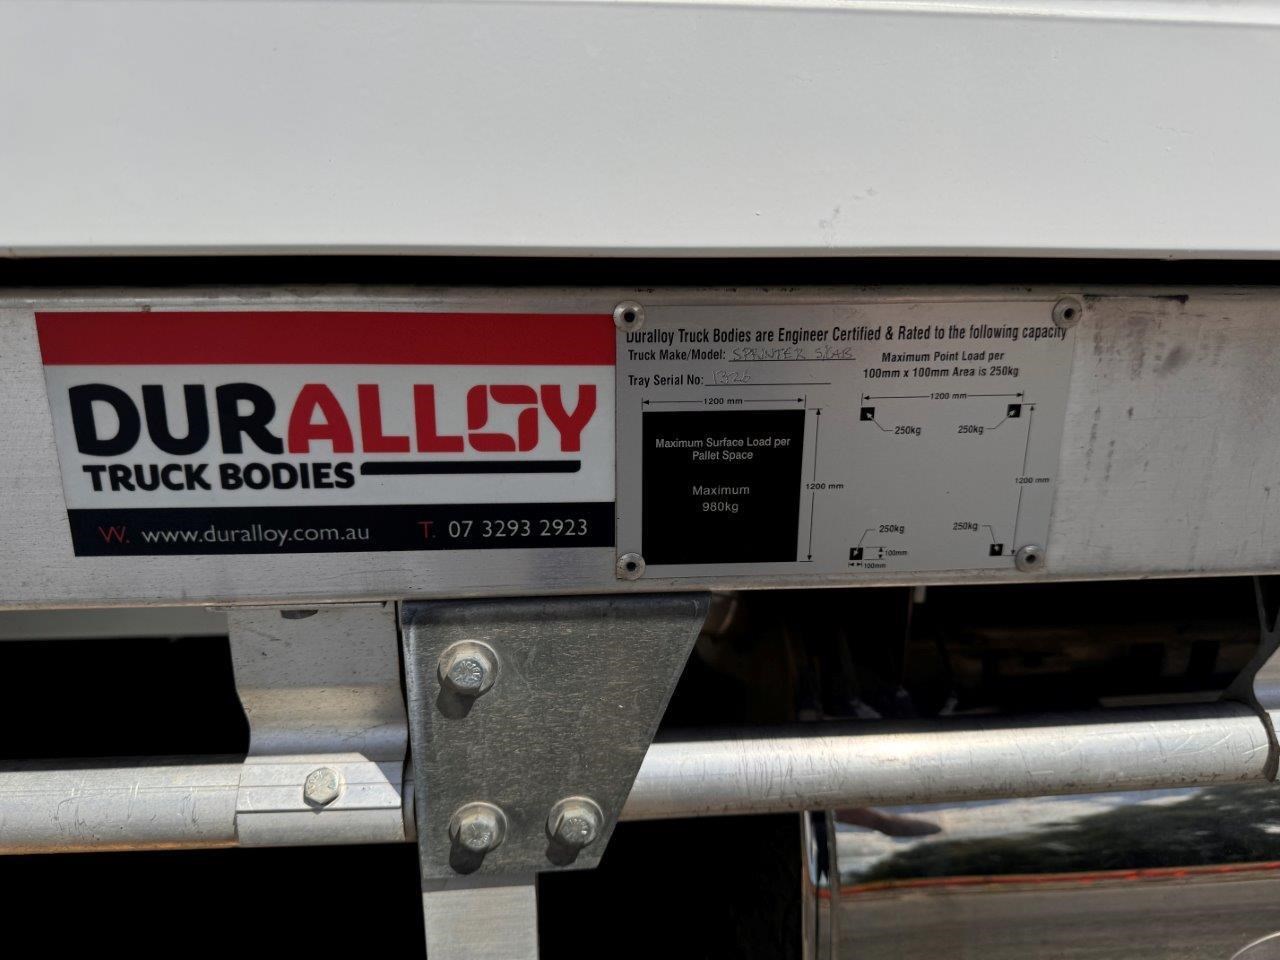 DURALLOY
TRUCK BODIES
W. www.duralloy.com.au T. 07 3293 2923
Duralloy Truck Bodies are Engineer Certified & Rated to the following capacity
Truck Make/Model: SPRINTER S/CAB
Tray Serial No:
Maximum Point Load per
100mm x 100mm Area is 250kg
1200 mm
Maximum Surface Load per
Pallet Space
Maximum
980kg
1200 mm
1200 mm
250kg
250kg
1200 mm
250kg
250kg
100mm
100mm